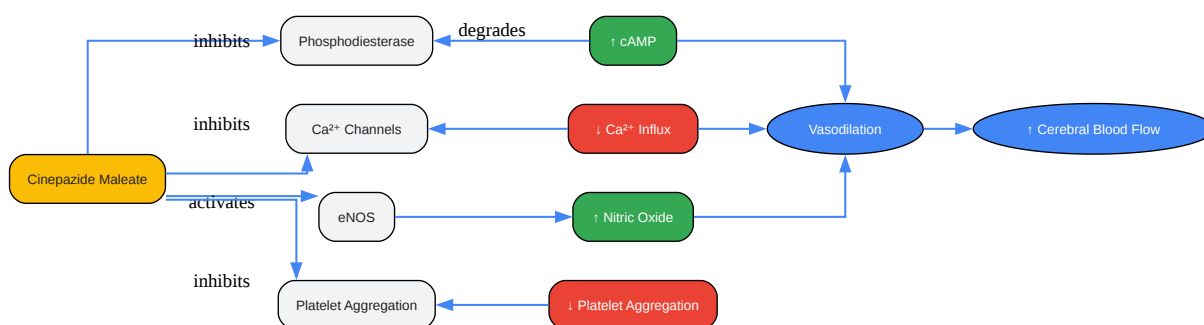 degrades
inhibits
Phosphodiesterase
↑ cAMP
inhibits
Ca²⁺ Channels
↓ Ca²⁺ Influx
Vasodilation
↑ Cerebral Blood Flow
Cinepazide Maleate
activates
eNOS
↑ Nitric Oxide
inhibits
Platelet Aggregation
↓ Platelet Aggregation